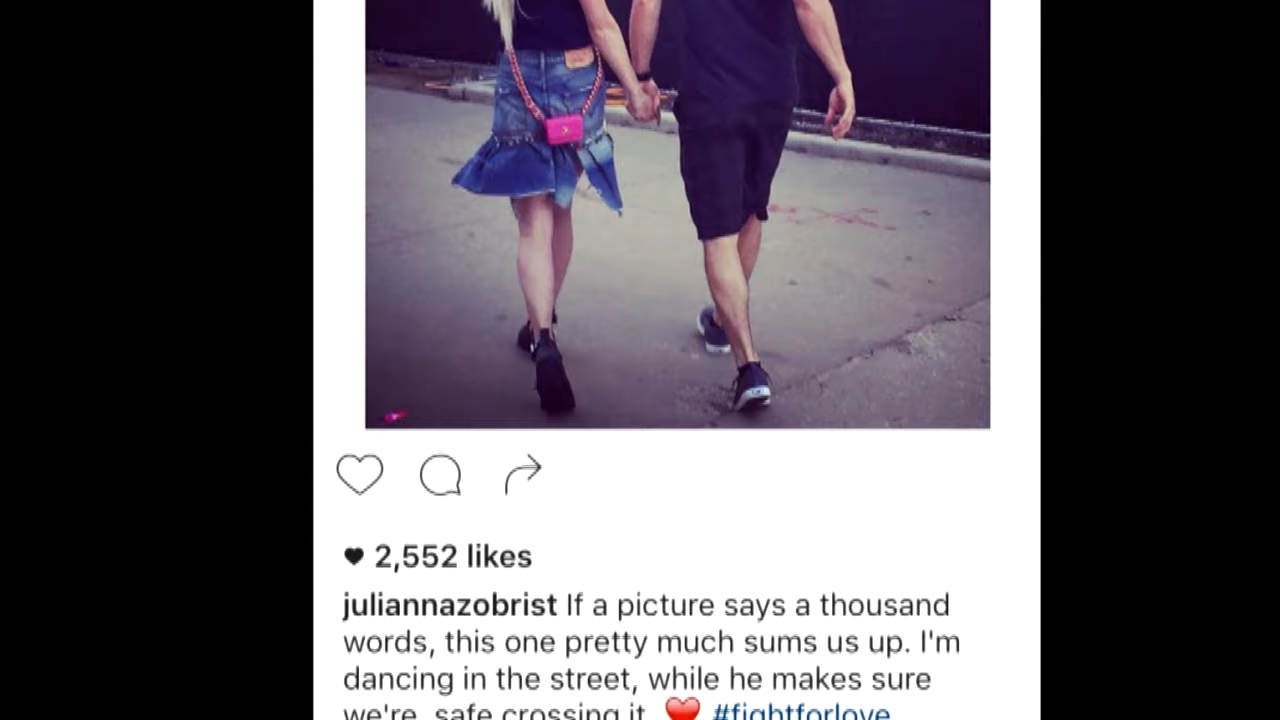 2,552 likes
juliannazobrist If a picture says a thousand
words, this one pretty much sums us up. I'm
dancing in the street, while he makes sure
we're safe crossing it. ❤️ #fightforlove